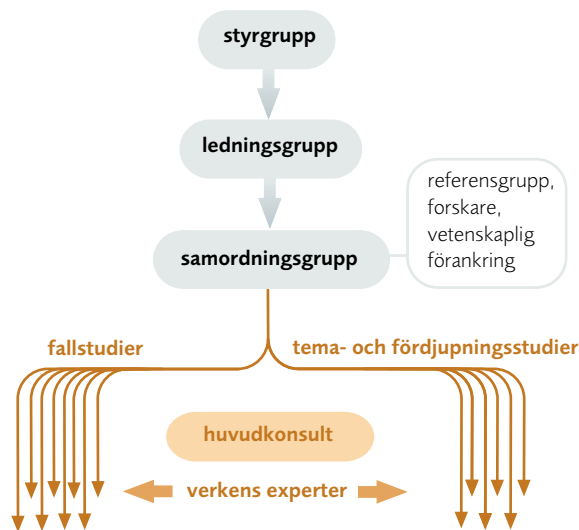 styrgrupp
ledningsgrupp
referensgrupp,
forskare,
vetenskaplig
förankring
samordningsgrupp
fallstudier
tema- och fördjupningsstudier
huvudkonsult
verkens experter